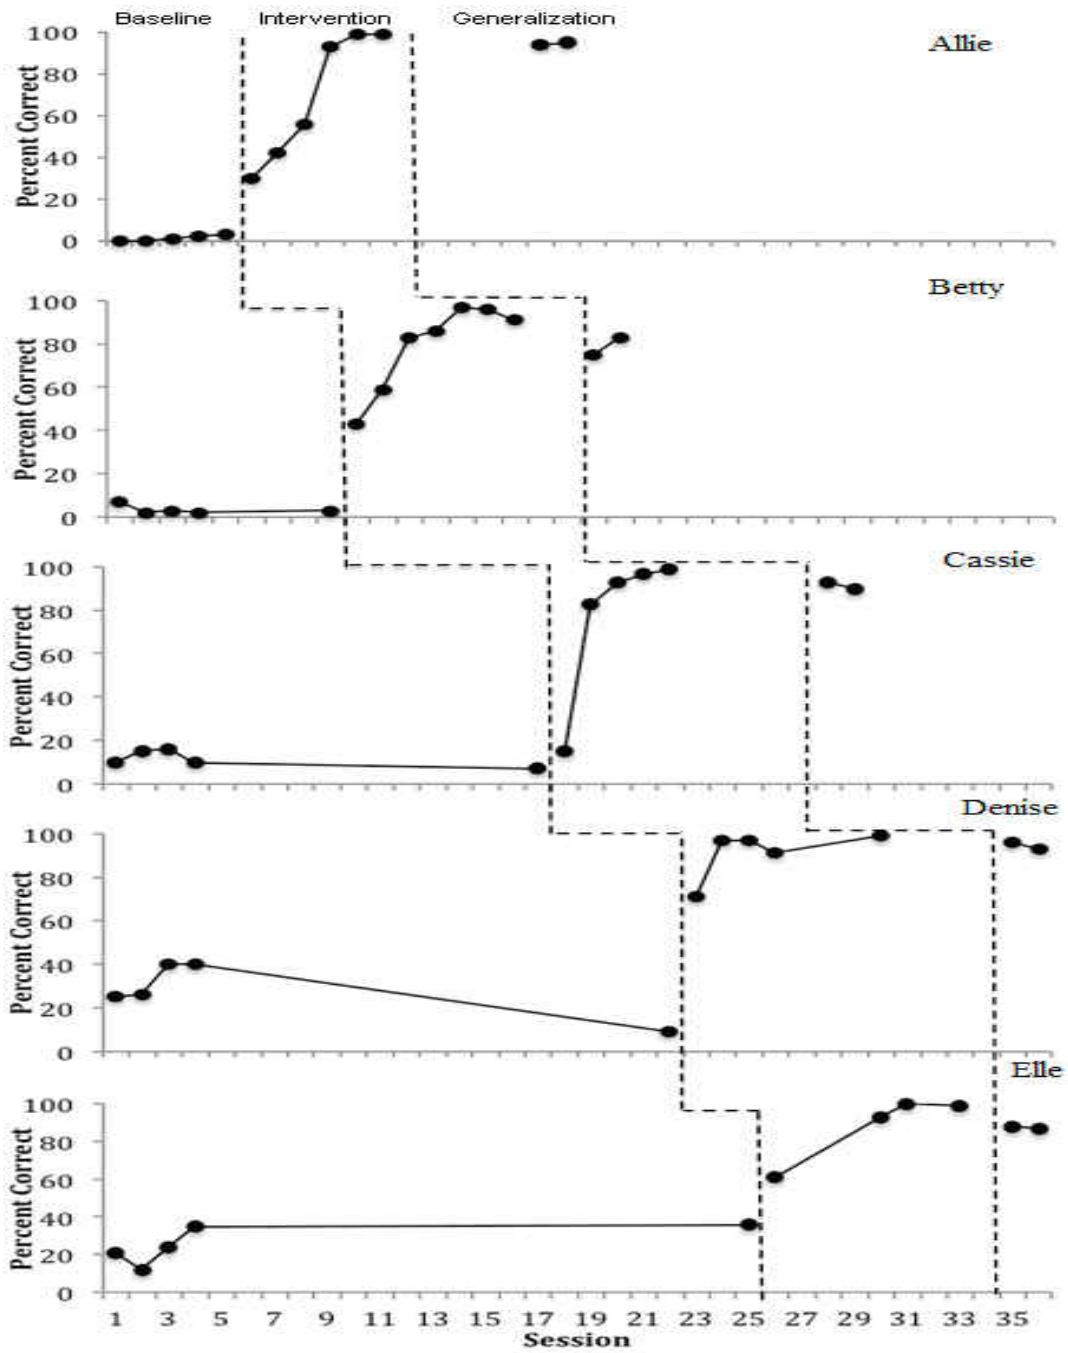 Baseline Intervention Generalization
Allie
Percent Correct
100
80
60
40
20
0
Betty
Percent Correct
100
80
60
40
20
0
Cassie
Percent Correct
100
80
60
40
20
0
Denise
Percent Correct
100
80
60
40
20
0
Elle
Percent Correct
100
80
60
40
20
0
1 3 5 7 9 11 13 15 17 19 21 23 25 27 29 31 33 35
Session